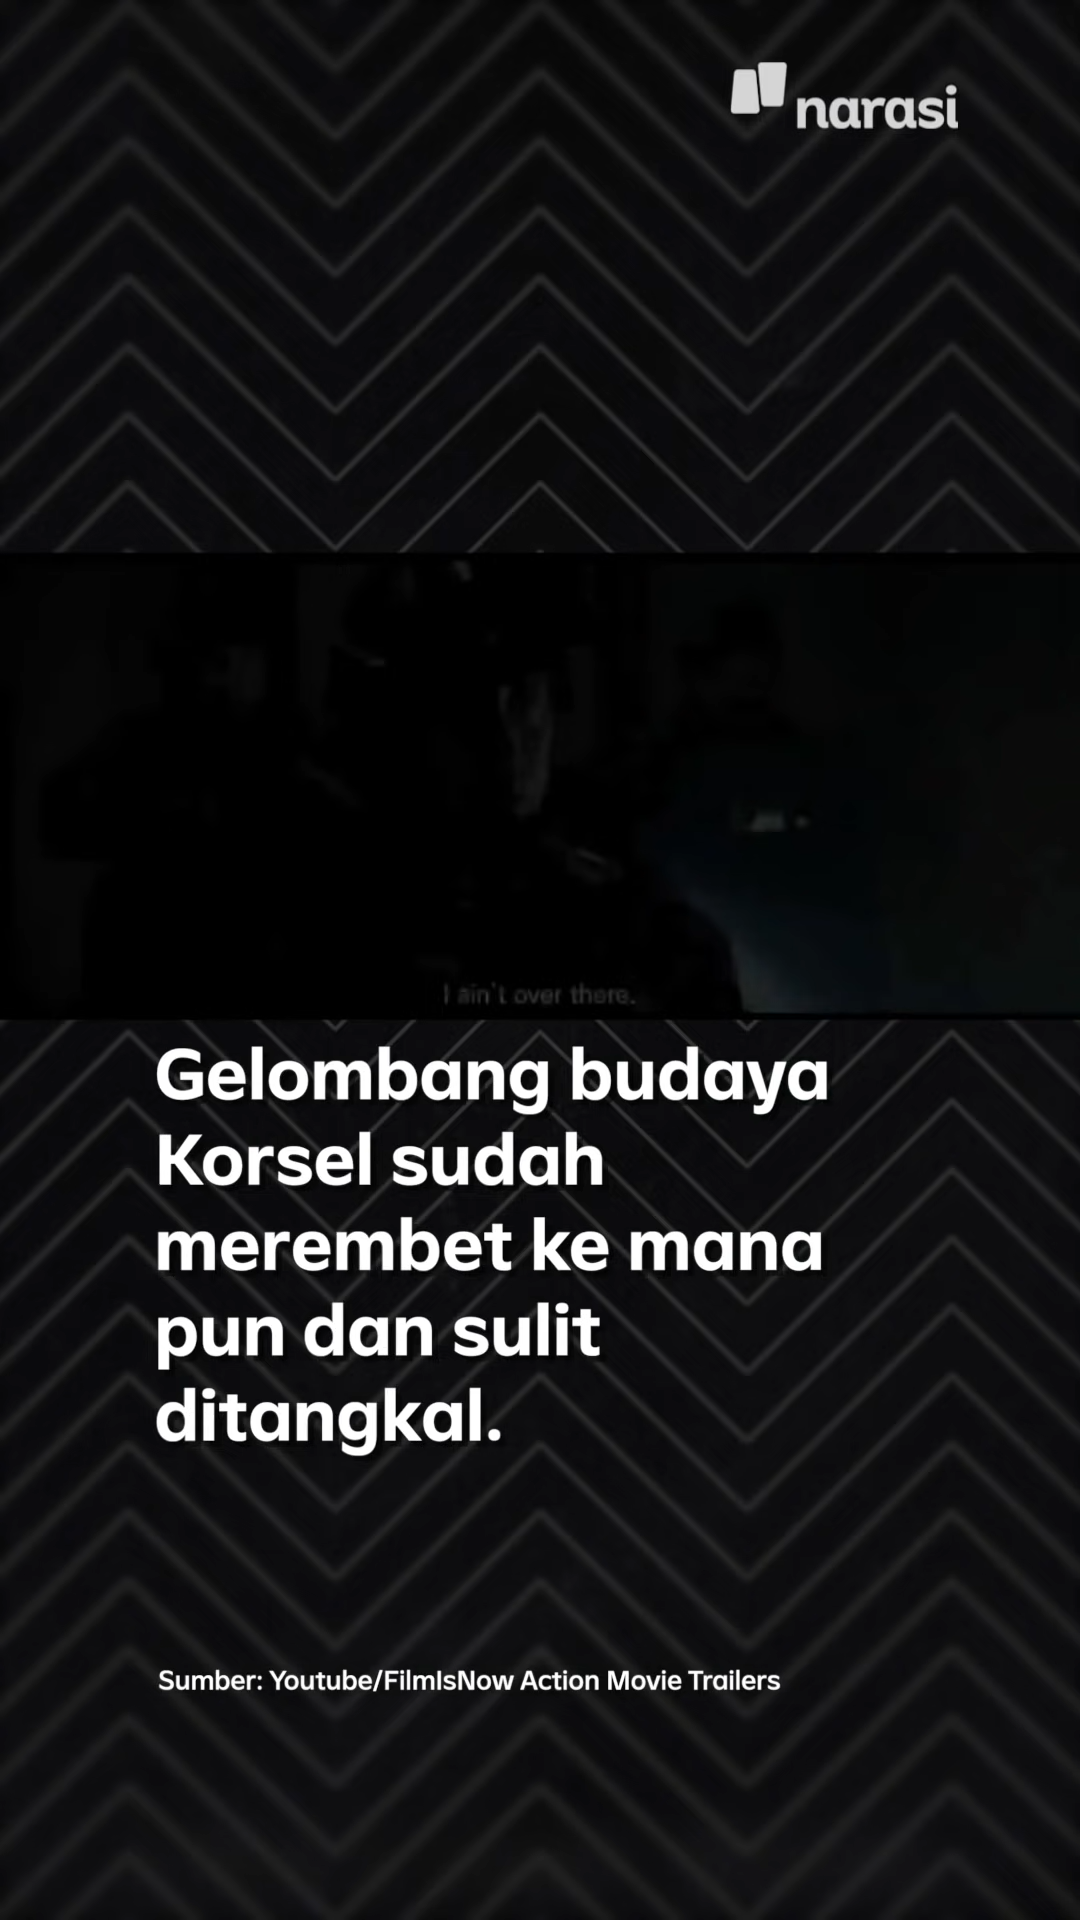 narasi
I ain't over there.
Gelombang budaya
Korsel sudah
merembet ke mana
pun dan sulit
ditangkal.
Sumber: Youtube/FilmIsNow Action Movie Trailers